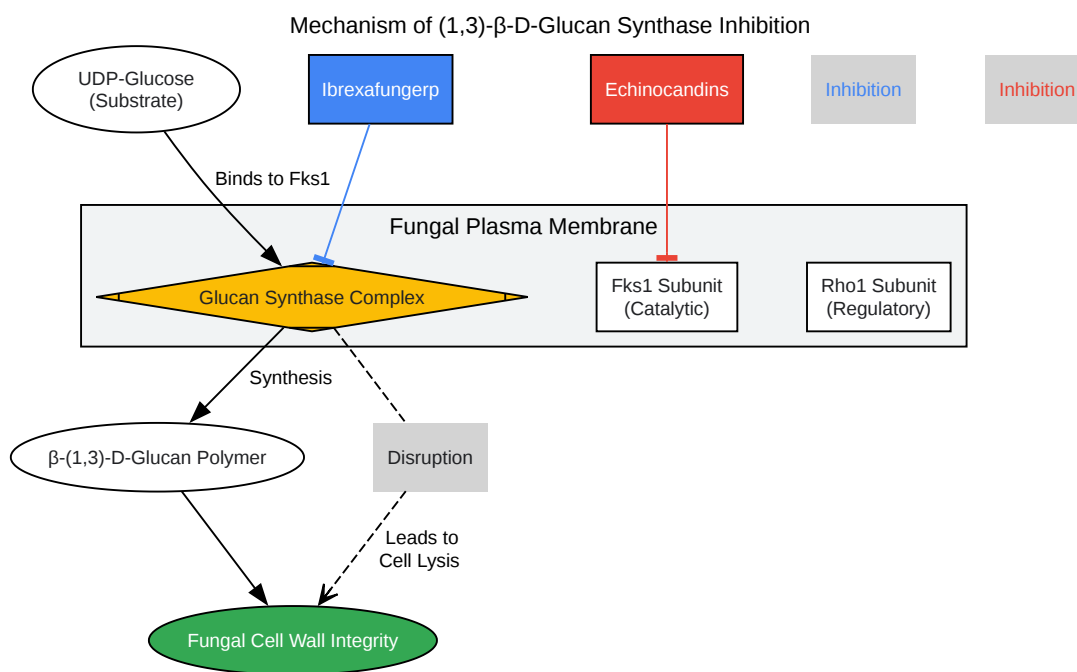 Mechanism of (1,3)-β-D-Glucan Synthase Inhibition
UDP-Glucose
(Substrate)
Ibrexafungerp
Echinocandins
Inhibition
Inhibition
Binds to Fks1
Fungal Plasma Membrane
Glucan Synthase Complex
Fks1 Subunit
(Catalytic)
Rho1 Subunit
(Regulatory)
Synthesis
β-(1,3)-D-Glucan Polymer
Disruption
Leads to
Cell Lysis
Fungal Cell Wall Integrity